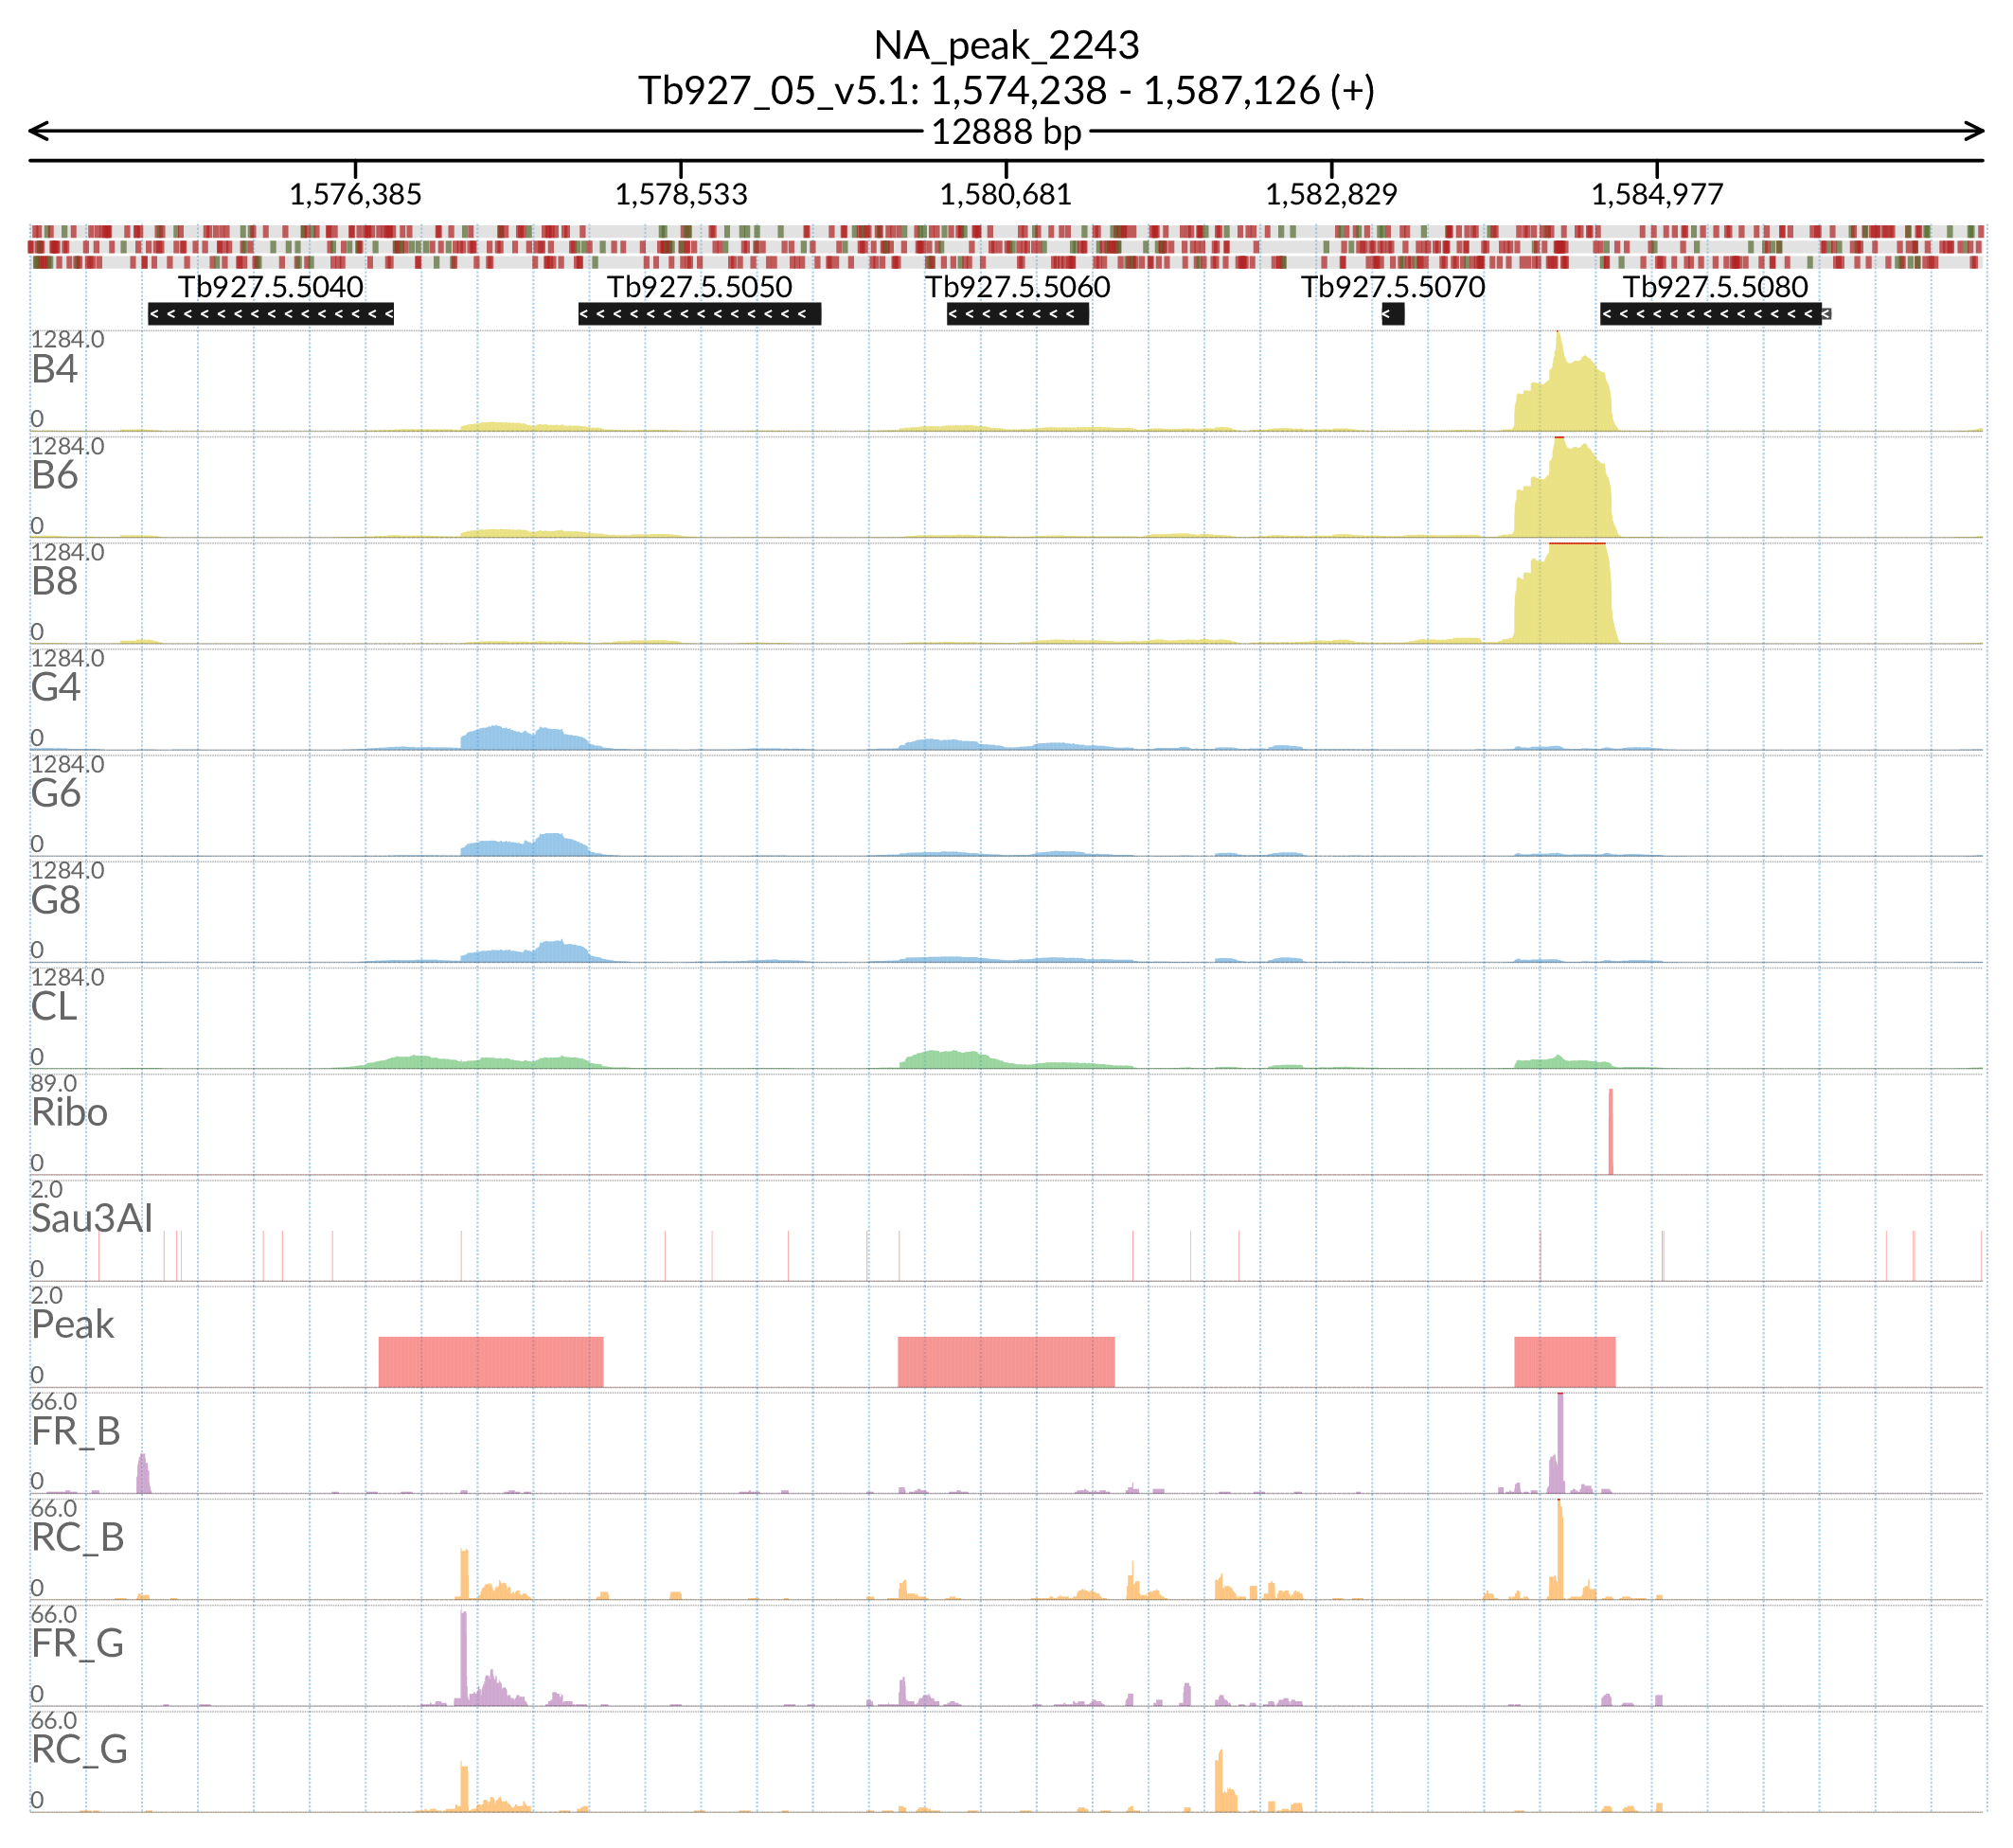 NA_peak_2243
Tb927_05_v5.1: 1,574,238 - 1,587,126 (+)
12888 bp
1,576,385 1,578,533 1,580,681 1,582,829 1,584,977
Tb927.5.5040 Tb927.5.5050 Tb927.5.5060 Tb927.5.5070 Tb927.5.5080
1284.0
B4
0
1284.0
B6
0
1284.0
B8
0
1284.0
G4
0
1284.0
G6
0
1284.0
G8
0
1284.0
CL
0
89.0
Ribo
0
2.0
Sau3AI
0
2.0
Peak
0
66.0
FR_B
0
66.0
RC_B
0
66.0
FR_G
0
66.0
RC_G
0